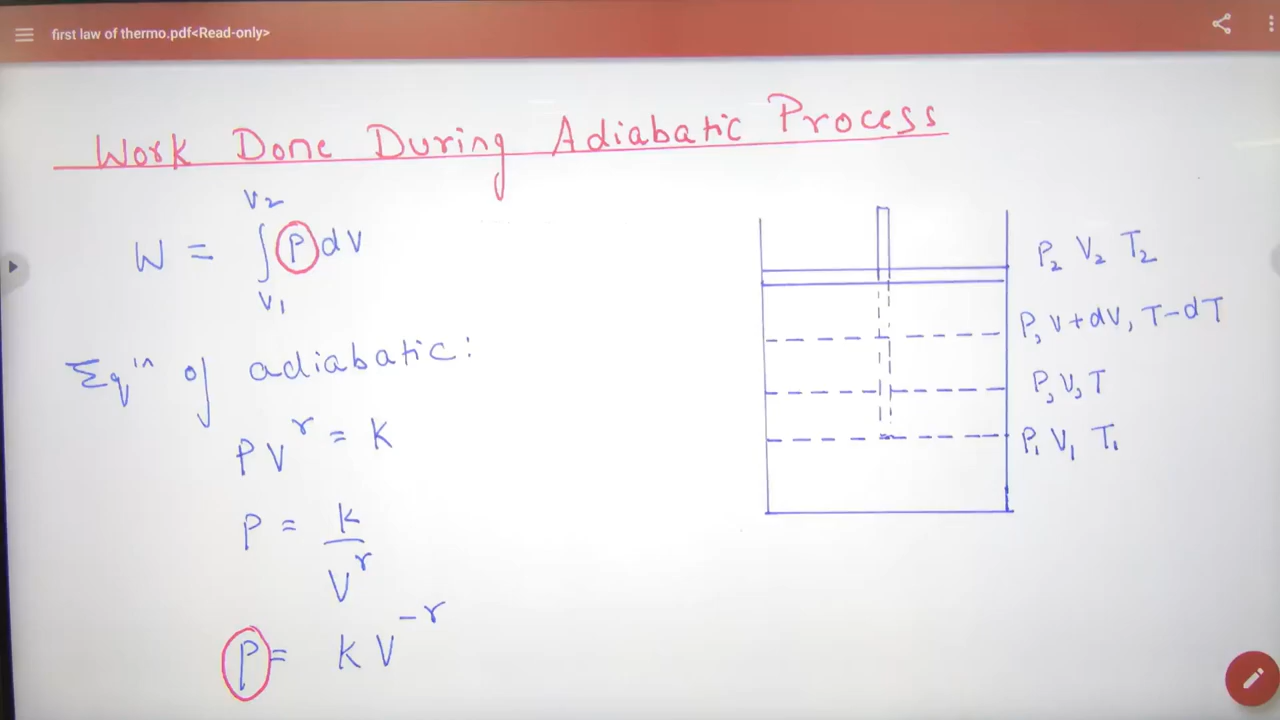 first law of thermo.pdf<Read-only>
Work Done During Adiabatic Process
W = ∫ P dV
V2
V1
Eqⁿ of adiabatic:
PV^r = K
P = K / V^r
P = K V^-r
P2 V2 T2
P, V+dV, T-dT
P, V, T
P1 V1 T1